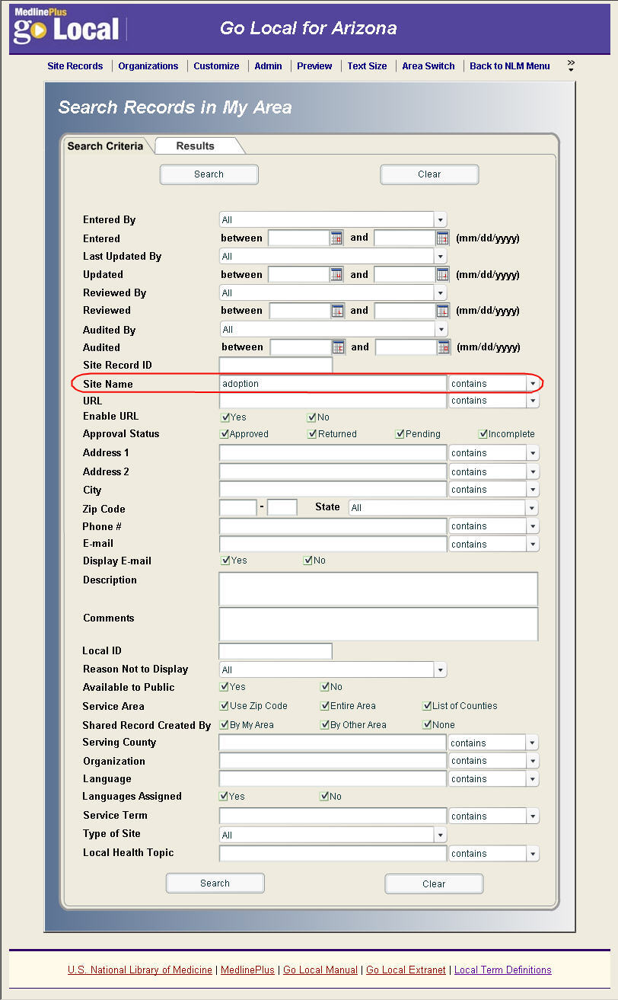 MedlinePlus
go Local
Go Local for Arizona
Site Records | Organizations | Customize | Admin | Preview | Text Size | Area Switch | Back to NLM Menu »
Search Records in My Area
Search Criteria Results
Search Clear
Entered By All
Entered between and (mm/dd/yyyy)
Last Updated By All
Updated between and (mm/dd/yyyy)
Reviewed By All
Reviewed between and (mm/dd/yyyy)
Audited By All
Audited between and (mm/dd/yyyy)
Site Record ID
Site Name adoption contains
URL contains
Enable URL Yes No
Approval Status Approved Returned Pending Incomplete
Address 1 contains
Address 2 contains
City contains
Zip Code - State All
Phone # contains
E-mail contains
Display E-mail Yes No
Description
Comments
Local ID
Reason Not to Display All
Available to Public Yes No
Service Area Use Zip Code Entire Area List of Counties
Shared Record Created By By My Area By Other Area None
Serving County contains
Organization contains
Language contains
Languages Assigned Yes No
Service Term contains
Type of Site All
Local Health Topic contains
Search Clear
U.S. National Library of Medicine | MedlinePlus | Go Local Manual | Go Local Extranet | Local Term Definitions